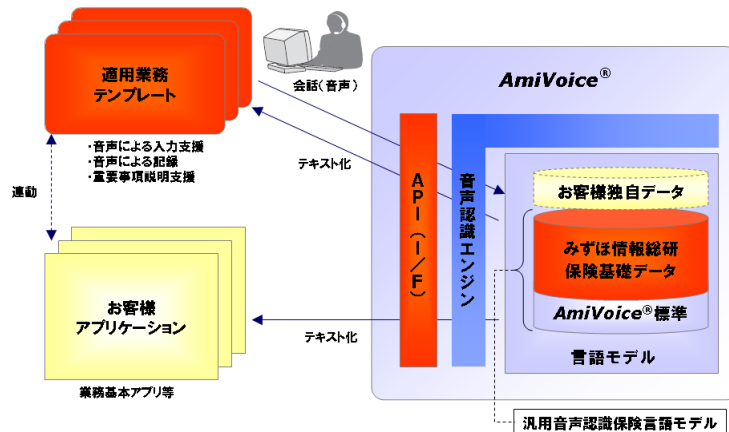 適用業務
テンプレート
・音声による入力支援
・音声による記録
・重要事項説明支援
会話（音声）
テキスト化
連動
お客様
アプリケーション
業務基本アプリ等
テキスト化
AmiVoice®
API（I／F）
音声認識エンジン
お客様独自データ
みずほ情報総研
保険基礎データ
AmiVoice®標準
言語モデル
汎用音声認識保険言語モデル